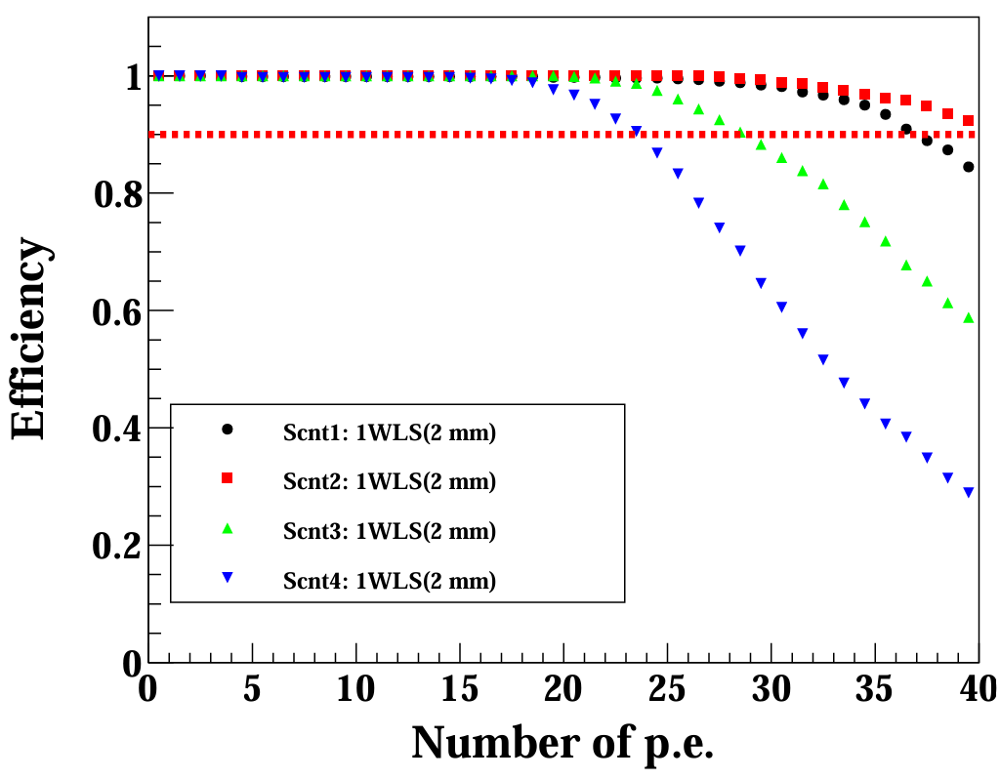 Efficiency
1
0.8
0.6
0.4
0.2
0
Scnt1: 1WLS(2 mm)
Scnt2: 1WLS(2 mm)
Scnt3: 1WLS(2 mm)
Scnt4: 1WLS(2 mm)
0 5 10 15 20 25 30 35 40
Number of p.e.